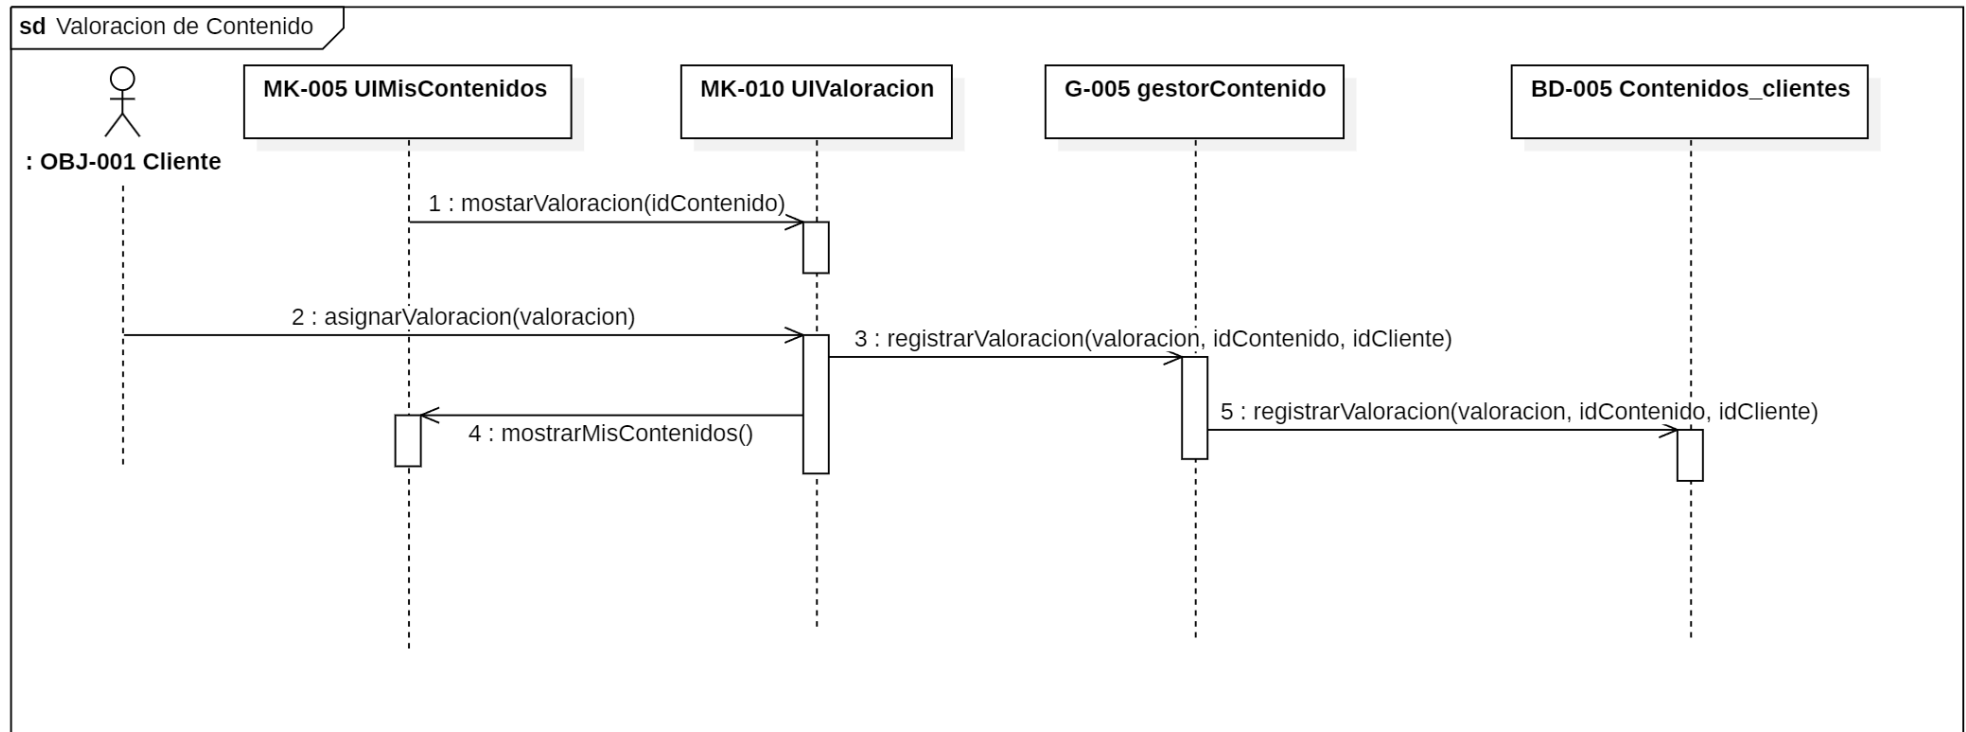 sd Valoracion de Contenido
MK-005 UIMisContenidos
MK-010 UIValoracion
G-005 gestorContenido
BD-005 Contenidos_clientes
: OBJ-001 Cliente
1 : mostarValoracion(idContenido)
2 : asignarValoracion(valoracion)
3 : registrarValoracion(valoracion, idContenido, idCliente)
4 : mostrarMisContenidos()
5 : registrarValoracion(valoracion, idContenido, idCliente)